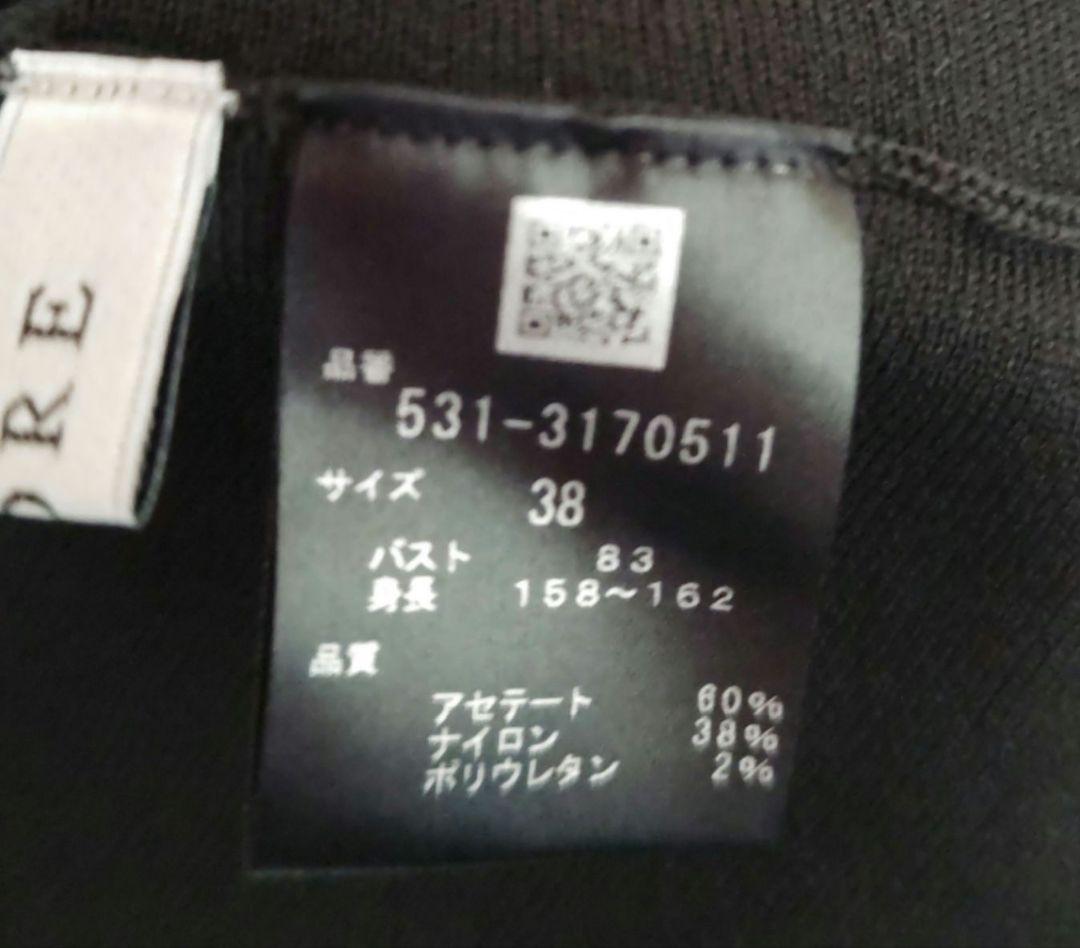 RE
品番
531-3170511
サイズ 38
バスト 83
身長 158~162
品質
アセテート 60%
ナイロン 38%
ポリウレタン 2%